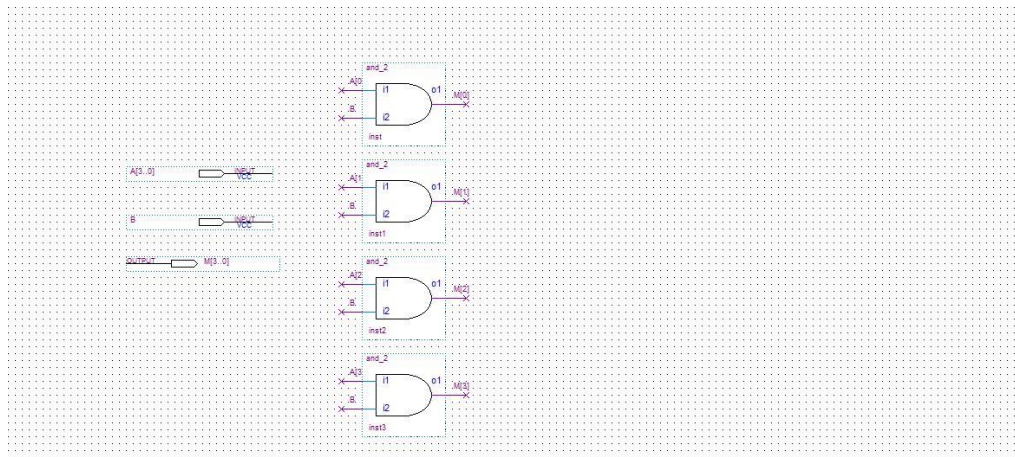 and_2
A[0
i1
o1
M[0]
B
i2
inst
and_2
A[3..0]
INPUT
VCC
A[1
i1
o1
M[1]
B
i2
B
INPUT
VCC
inst1
OUTPUT
M[3..0]
and_2
A[2
i1
o1
M[2]
B
i2
inst2
and_2
A[3
i1
o1
M[3]
B
i2
inst3